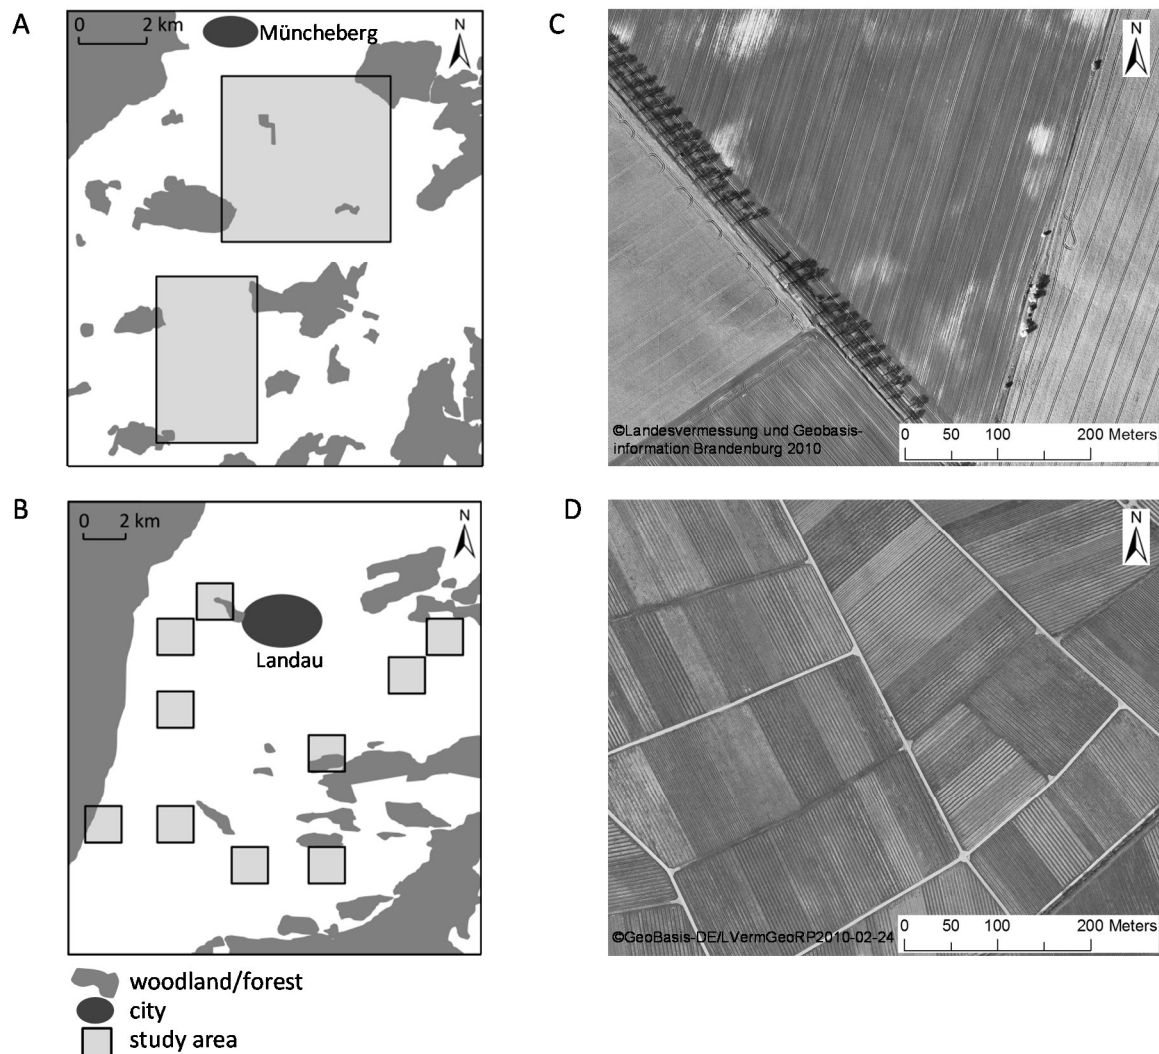 A
0 2 km
Müncheberg
N
B
0 2 km
N
Landau
woodland/forest
city
study area
C
N
©Landesvermessung und Geobasis-
information Brandenburg 2010
0 50 100 200 Meters
D
N
©GeoBasis-DE/LVermGeoRP2010-02-24
0 50 100 200 Meters